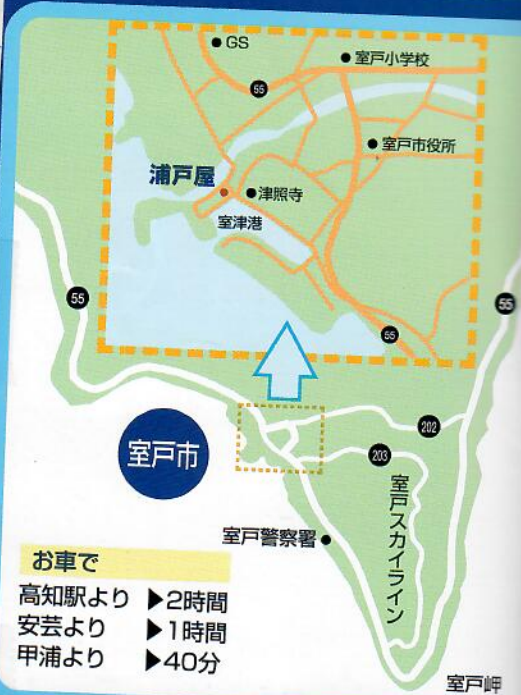 GS
室戸小学校
55
室戸市役所
浦戸屋
津照寺
室津港
55
55
55
202
203
室戸市
室戸スカイライン
室戸警察署
お車で
高知駅より ▶2時間
安芸より ▶1時間
甲浦より ▶40分
室戸岬